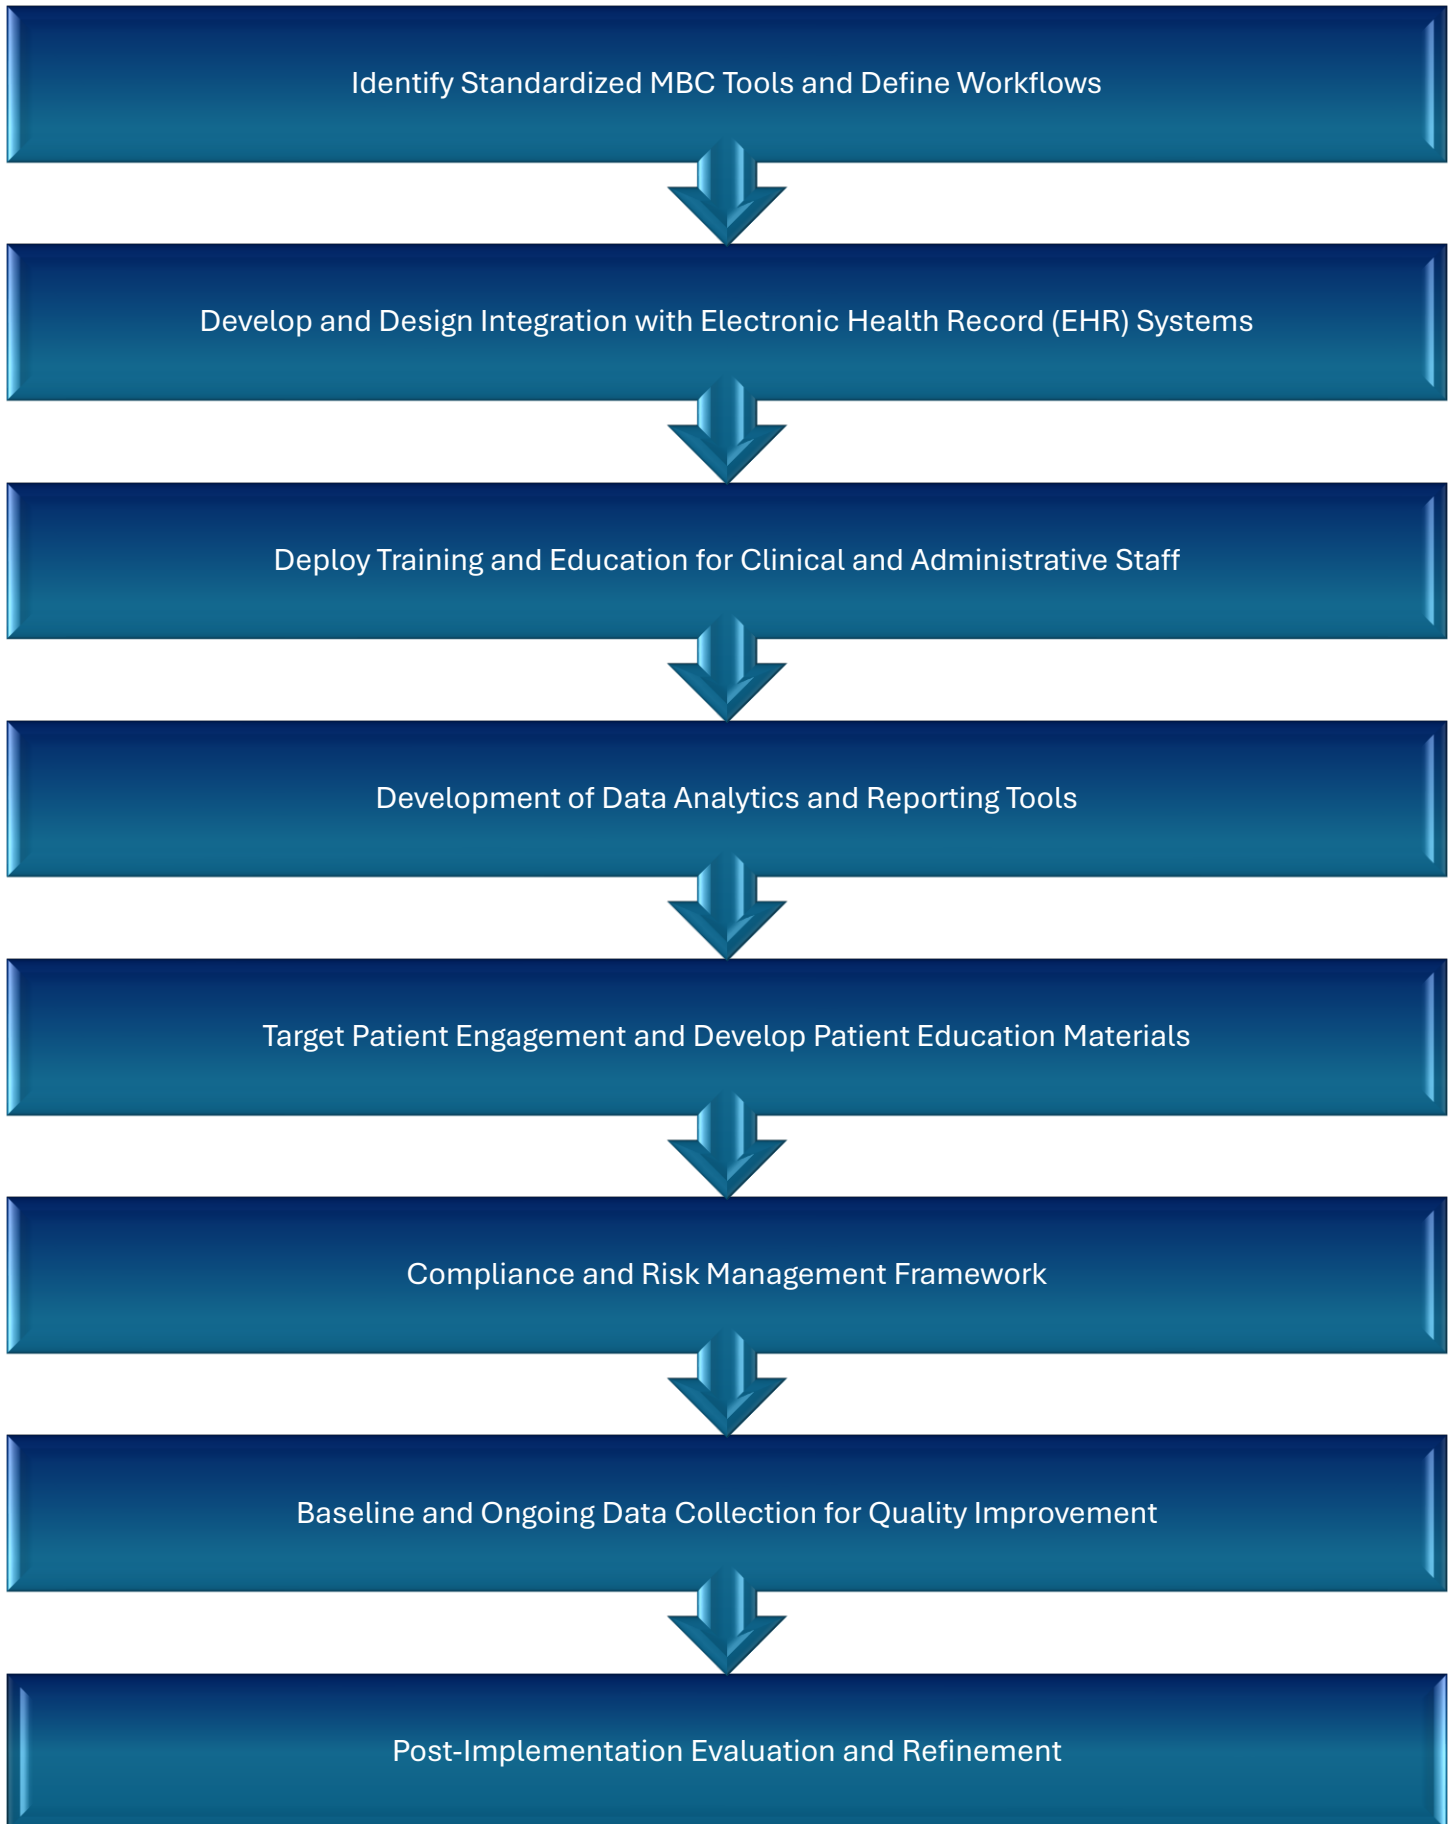 Identify Standardized MBC Tools and Define Workflows
Develop and Design Integration with Electronic Health Record (EHR) Systems
Deploy Training and Education for Clinical and Administrative Staff
Development of Data Analytics and Reporting Tools
Target Patient Engagement and Develop Patient Education Materials
Compliance and Risk Management Framework
Baseline and Ongoing Data Collection for Quality Improvement
Post-Implementation Evaluation and Refinement